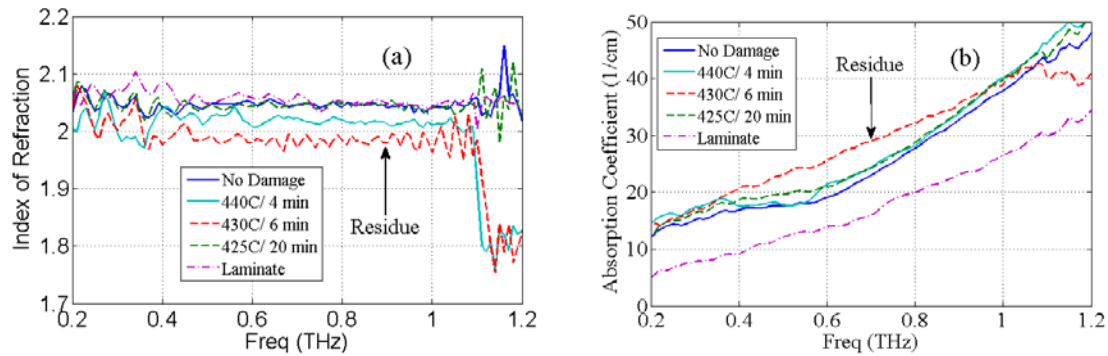 (a)
Index of Refraction
2.2
2.1
2
1.9
1.8
1.7
No Damage
440C/ 4 min
430C/ 6 min
425C/ 20 min
Laminate
Residue
0.2
0.4
0.6
0.8
1
1.2
Freq (THz)
(b)
Absorption Coefficient (1/cm)
50
40
30
20
10
0
No Damage
440C/ 4 min
430C/ 6 min
425C/ 20 min
Laminate
Residue
0.2
0.4
0.6
0.8
1
1.2
Freq (THz)